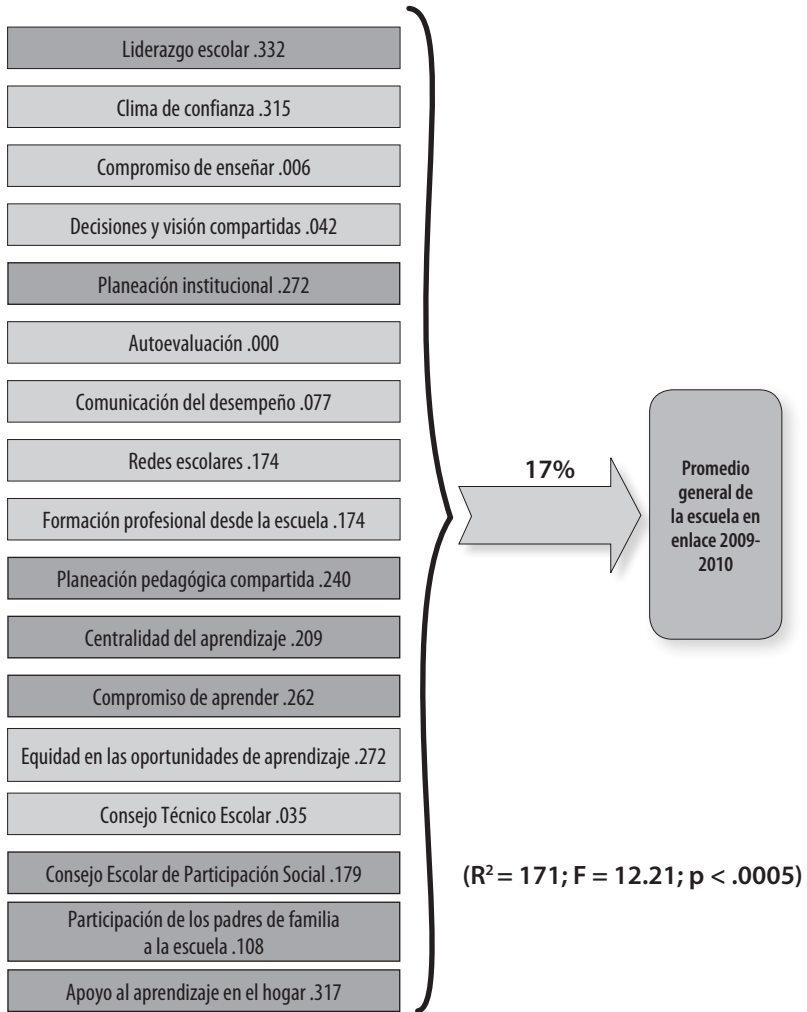 Liderazgo escolar .332
Clima de confianza .315
Compromiso de enseñar .006
Decisiones y visión compartidas .042
Planeación institucional .272
Autoevaluación .000
Comunicación del desempeño .077
Redes escolares .174
Formación profesional desde la escuela .174
Planeación pedagógica compartida .240
Centralidad del aprendizaje .209
Compromiso de aprender .262
Equidad en las oportunidades de aprendizaje .272
Consejo Técnico Escolar .035
Consejo Escolar de Participación Social .179
Participación de los padres de familia
a la escuela .108
Apoyo al aprendizaje en el hogar .317
17%
Promedio
general de
la escuela en
enlace 2009-
2010
(R² = 171; F = 12.21; p < .0005)